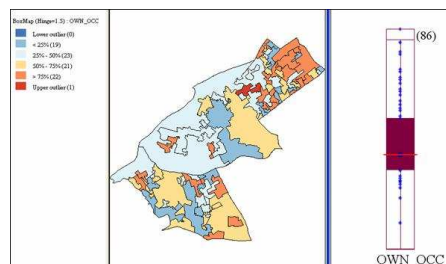 BoxMap (Hinge=1.5) : OWN_OCC
Lower outlier (0)
< 25% (19)
25% - 50% (23)
50% - 75% (21)
> 75% (22)
Upper outlier (1)
(86)
OWN_OCC